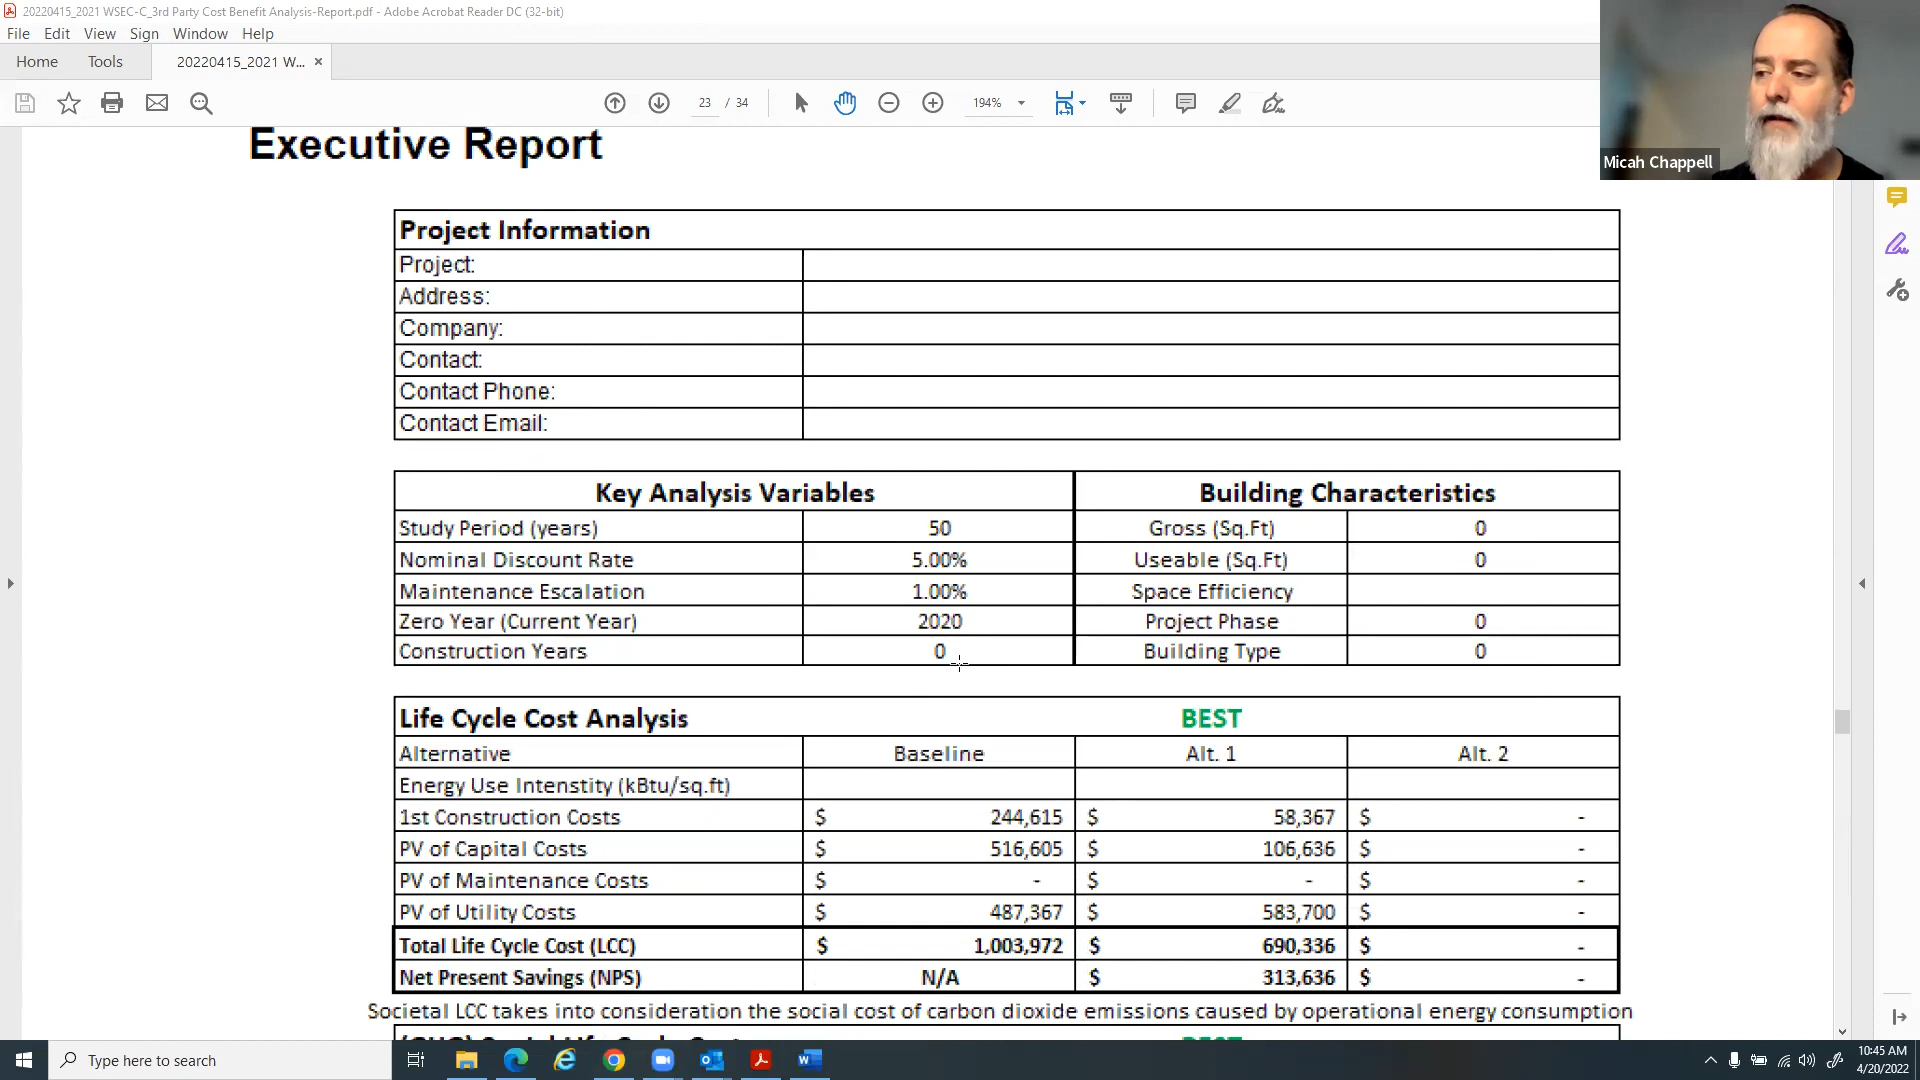 20220415_2021 WSEC-C_3rd Party Cost Benefit Analysis-Report.pdf - Adobe Acrobat Reader DC (32-bit)
File Edit View Sign Window Help
Home Tools 20220415_2021 W... ×
23 / 34 194%
Micah Chappell
Executive Report
Project Information
Project:
Address:
Company:
Contact:
Contact Phone:
Contact Email:
Key Analysis Variables Building Characteristics
Study Period (years) 50 Gross (Sq.Ft) 0
Nominal Discount Rate 5.00% Useable (Sq.Ft) 0
Maintenance Escalation 1.00% Space Efficiency
Zero Year (Current Year) 2020 Project Phase 0
Construction Years 0 Building Type 0
Life Cycle Cost Analysis BEST
Alternative Baseline Alt. 1 Alt. 2
Energy Use Intenstity (kBtu/sq.ft)
1st Construction Costs $ 244,615 $ 58,367 $ -
PV of Capital Costs $ 516,605 $ 106,636 $ -
PV of Maintenance Costs $ - $ - $ -
PV of Utility Costs $ 487,367 $ 583,700 $ -
Total Life Cycle Cost (LCC) $ 1,003,972 $ 690,336 $ -
Net Present Savings (NPS) N/A $ 313,636 $ -
Societal LCC takes into consideration the social cost of carbon dioxide emissions caused by operational energy consumption
Type here to search
10:45 AM
4/20/2022